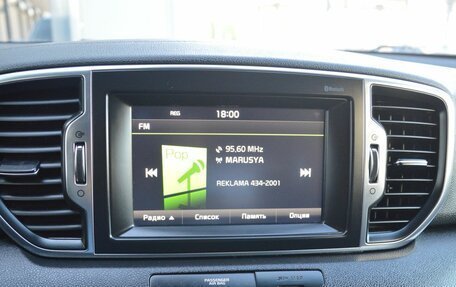 Bluetooth
REG 18:00
FM
Pop
95,60 MHz
MARUSYA
REKLAMA 434-2001
Радио Список Память Опции
PASSENGER
AIR BAG